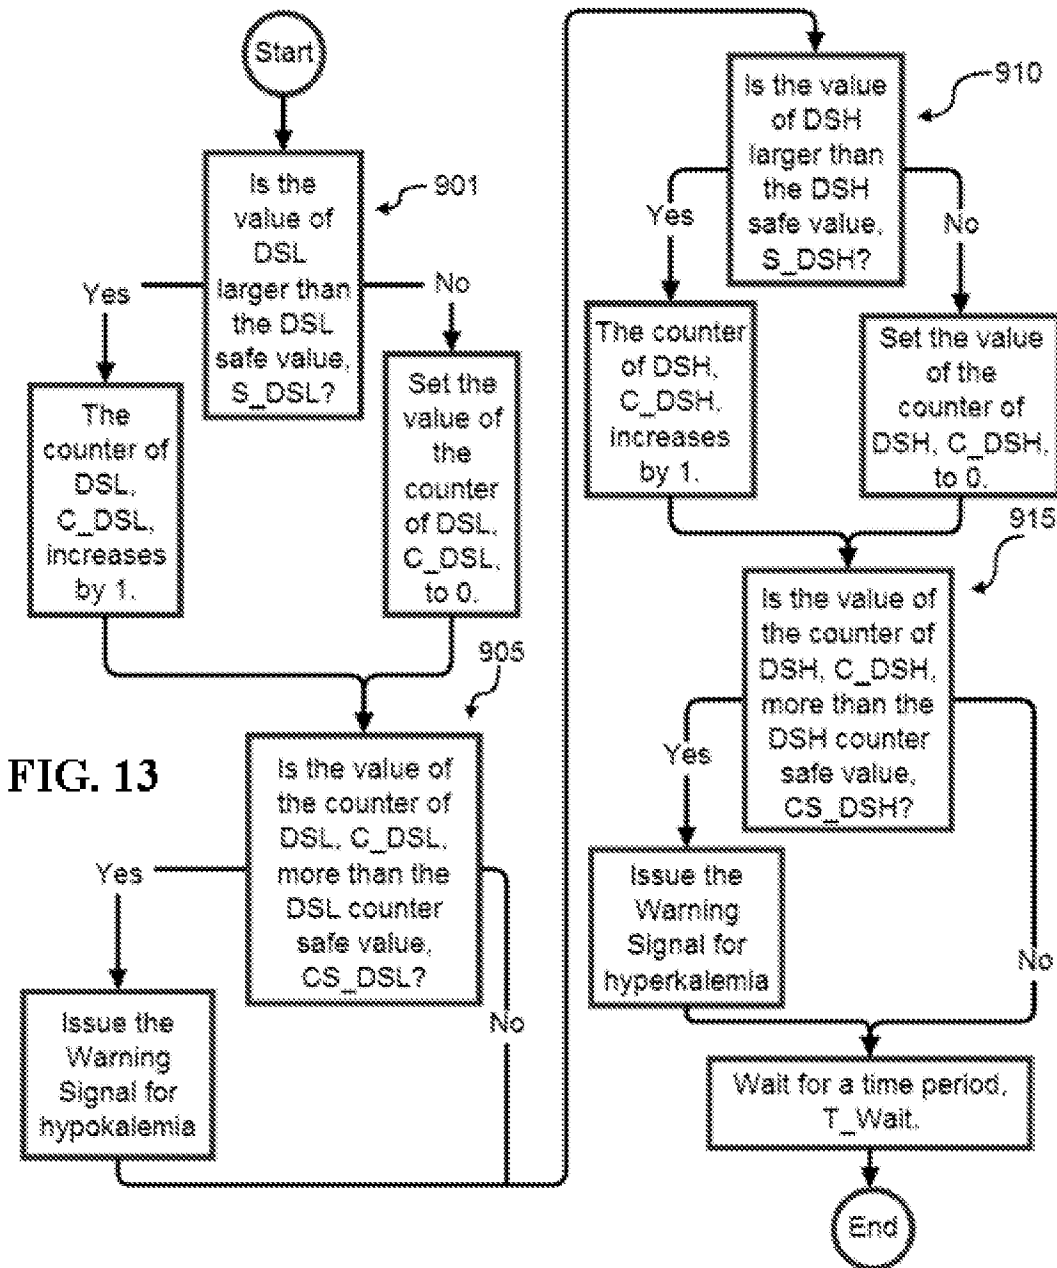 Start
Is the
value of
DSL
larger than
the DSL
safe value,
S_DSL?
901
Yes
No
The
counter of
DSL,
C_DSL,
increases
by 1.
Set the
value of
the
counter
of DSL,
C_DSL,
to 0.
905
Is the value of
the counter of
DSL, C_DSL,
more than the
DSL counter
safe value,
CS_DSL?
Yes
No
Issue the
Warning
Signal for
hypokalemia
FIG. 13
Is the value
of DSH
larger than
the DSH
safe value,
S_DSH?
910
Yes
No
The counter
of DSH,
C_DSH,
increases
by 1.
Set the value
of the
counter of
DSH, C_DSH,
to 0.
915
Is the value of
the counter of
DSH, C_DSH,
more than the
DSH counter
safe value,
CS_DSH?
Yes
No
Issue the
Warning
Signal for
hyperkalemia
Wait for a time period,
T_Wait.
End